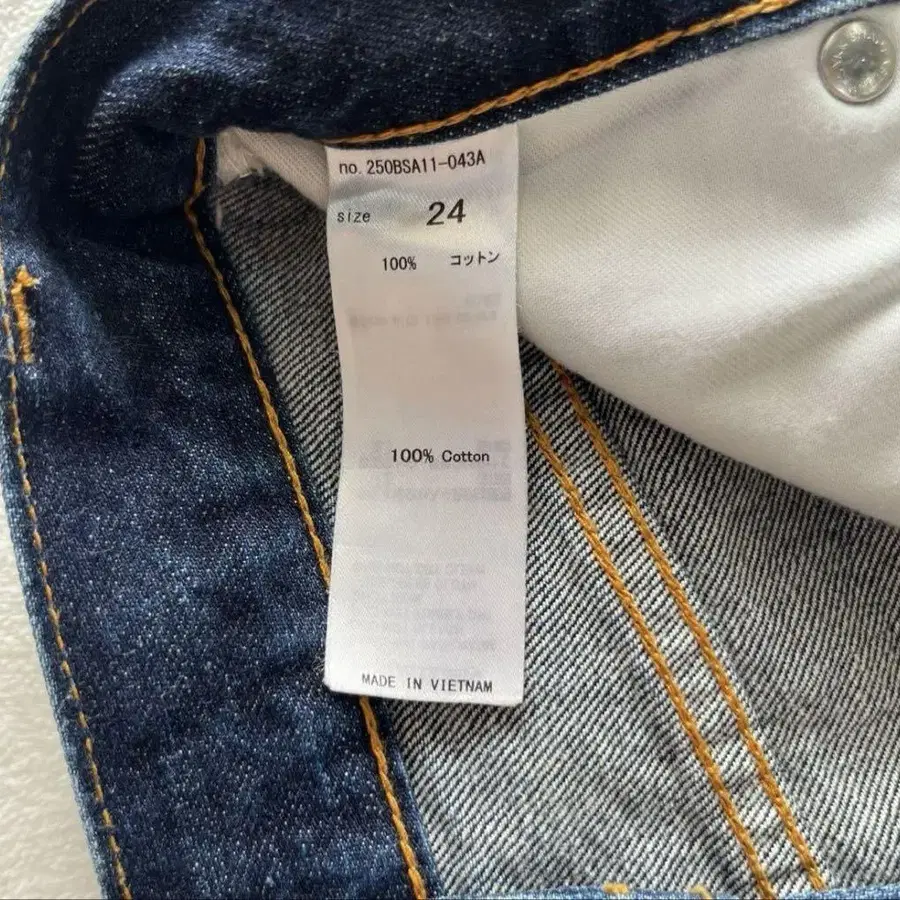 no. 250BSA11-043A
size 24
100% コットン
100% Cotton
MADE IN VIETNAM